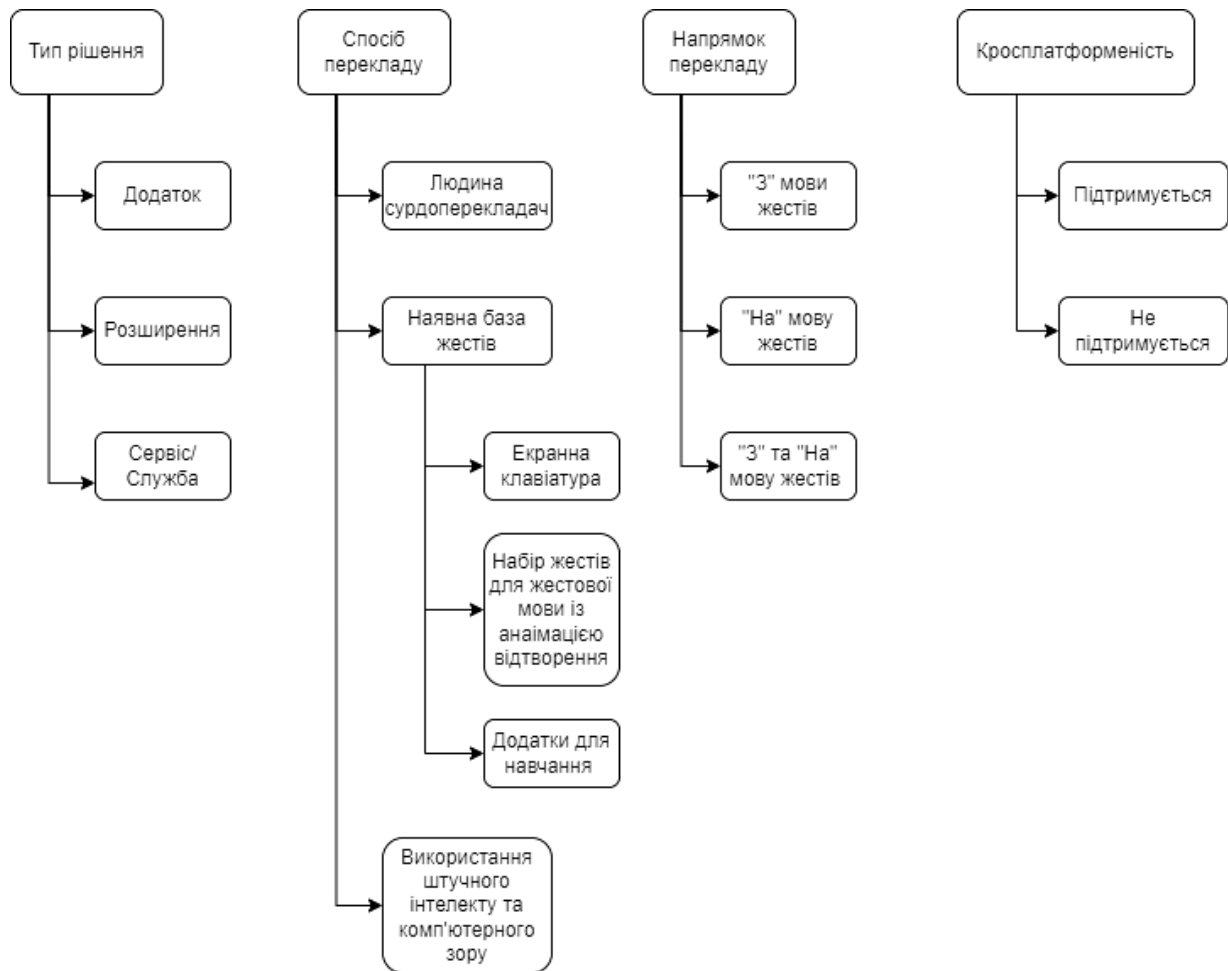 Тип рішення
Додаток
Розширення
Сервіс/
Служба
Спосіб
перекладу
Людина
сурдоперекладач
Наявна база
жестів
Екранна
клавіатура
Набір жестів
для жестової
мови із
анаімацією
відтворення
Додатки для
навчання
Використання
штучного
інтелекту та
комп'ютерного
зору
Напрямок
перекладу
"З" мови
жестів
"На" мову
жестів
"З" та "На"
мову жестів
Кросплатформеність
Підтримується
Не
підтримується